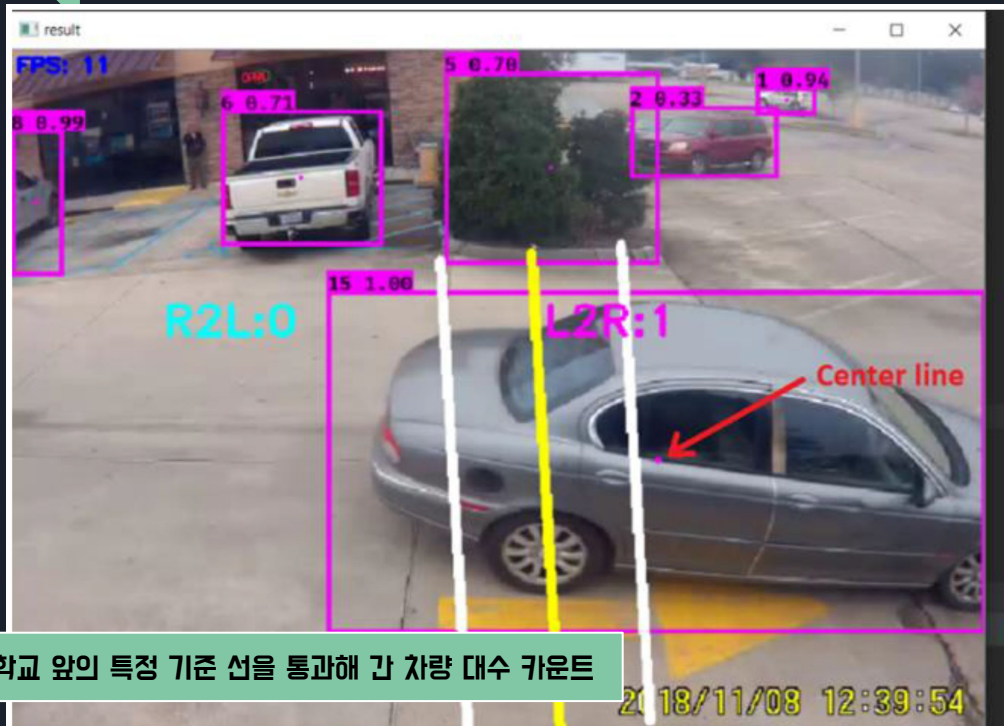 result
FPS: 11
OPEN
5 0.70
1 0.94
6 0.71
2 0.33
8 0.99
15 1.00
R2L:0
L2R:1
Center line
학교 앞의 특정 기준 선을 통과해 간 차량 대수 카운트
2018/11/08 12:39:54